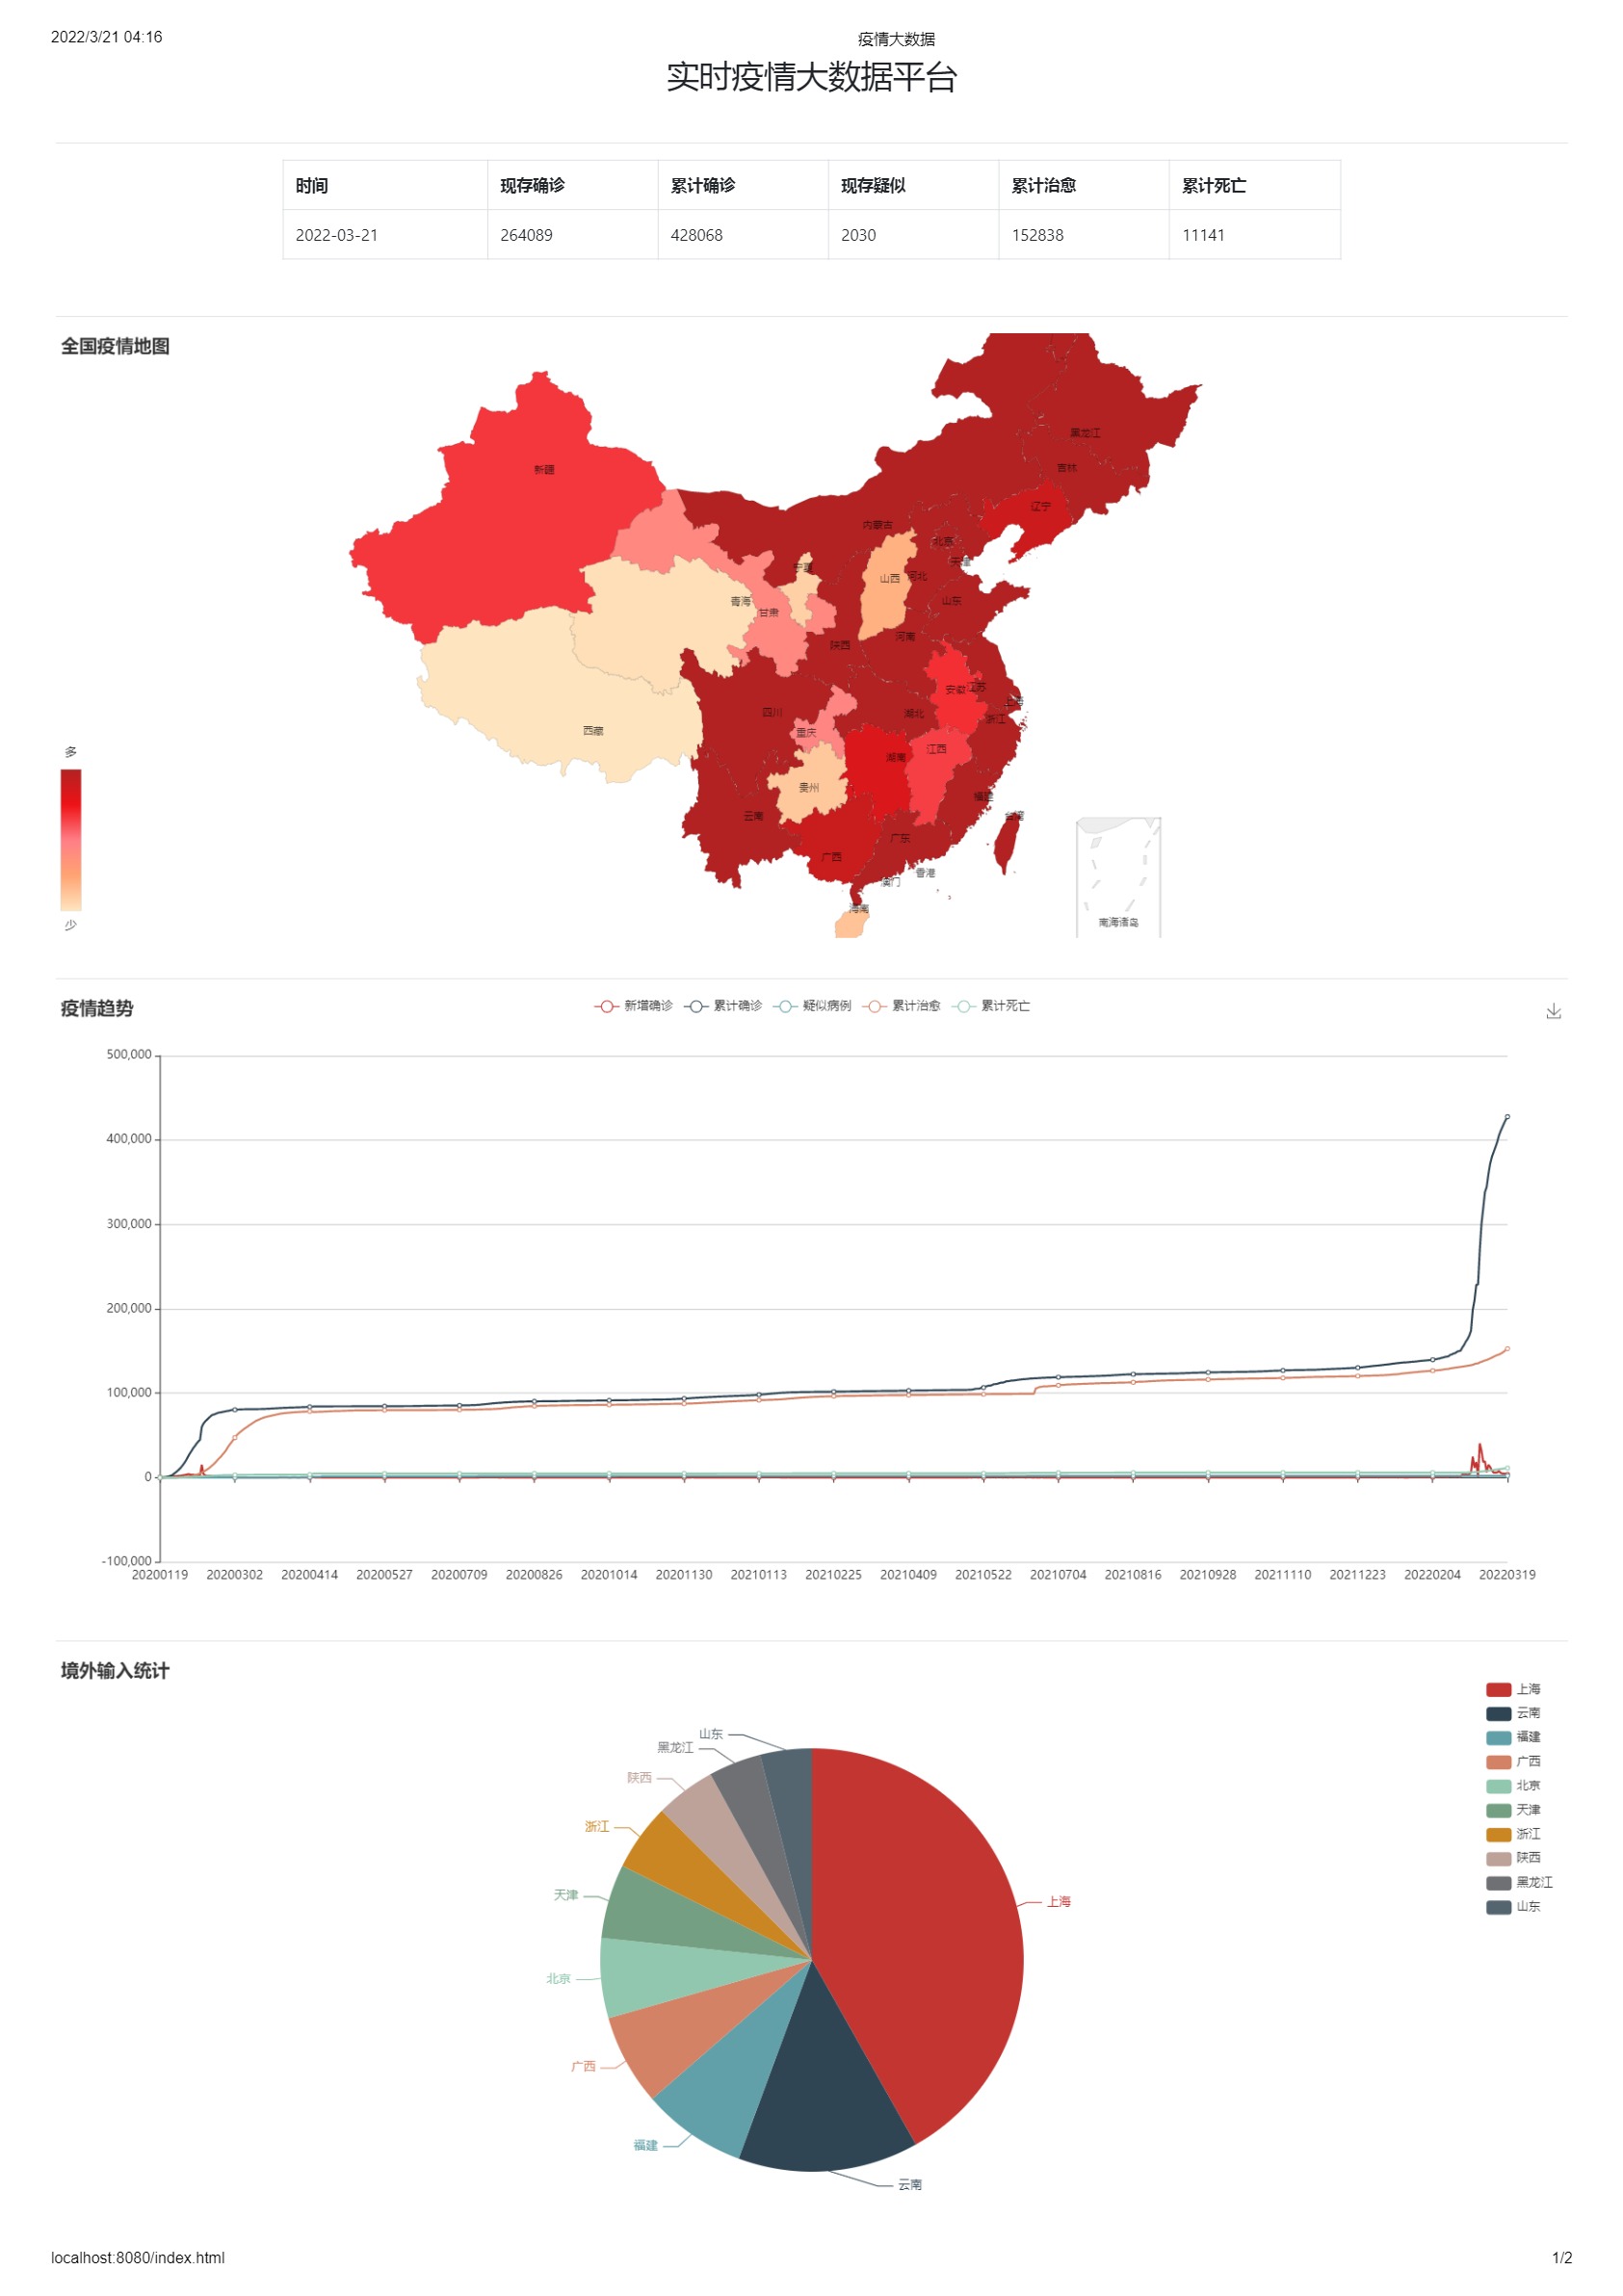 2022/3/21 04:16
疫情大数据
实时疫情大数据平台
时间 现存确诊 累计确诊 现存疑似 累计治愈 累计死亡
2022-03-21 264089 428068 2030 152838 11141
全国疫情地图
黑龙江
吉林
新疆
辽宁
内蒙古
北京
天津
宁夏
山西
河北
青海
甘肃
山东
河南
陕西
安徽
江苏
上海
四川
湖北
浙江
西藏
重庆
江西
湖南
多
贵州
福建
云南
台湾
广东
广西
香港
澳门
海南
南海诸岛
少
疫情趋势
新增确诊 累计确诊 疑似病例 累计治愈 累计死亡
500,000
400,000
300,000
200,000
100,000
0
-100,000
20200119 20200302 20200414 20200527 20200709 20200826 20201014 20201130 20210113 20210225 20210409 20210522 20210704 20210816 20210928 20211110 20211223 20220204 20220319
境外输入统计
上海
云南
福建
广西
北京
天津
浙江
陕西
黑龙江
山东
山东
黑龙江
陕西
浙江
天津
上海
北京
广西
福建
云南
localhost:8080/index.html
1/2